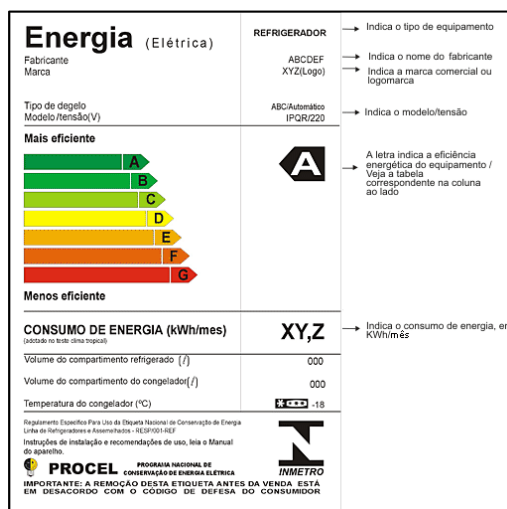 Energia (Elétrica)
REFRIGERADOR
Indica o tipo de equipamento
Fabricante
ABCDEF
Indica o nome do fabricante
Marca
XYZ(Logo)
Indica a marca comercial ou
logomarca
Tipo de degelo
ABC/Automático
Modelo/tensão(V)
IPQR/220
Indica o modelo/tensão
Mais eficiente
A
B
C
D
E
F
G
A
A letra indica a eficiência
energética do equipamento /
Veja a tabela
correspondente na coluna
ao lado
Menos eficiente
CONSUMO DE ENERGIA (kWh/mes)
(adotado no teste clima tropical)
XY,Z
Indica o consumo de energia, em
KWh/mês
Volume do compartimento refrigerado (ℓ)
000
Volume do compartimento do congelador(ℓ)
000
Temperatura do congelador (ºC)
-18
Regulamento Específico Para Uso da Etiqueta Nacional de Conservação de Energia
Linha de Refrigeradores e Assemelhados - RESP/001-REF
Instruções de instalação e recomendações de uso, leia o Manual
do aparelho.
PROCEL
PROGRAMA NACIONAL DE
CONSERVAÇÃO DE ENERGIA ELÉTRICA
INMETRO
IMPORTANTE: A REMOÇÃO DESTA ETIQUETA ANTES DA VENDA ESTÁ
EM DESACORDO COM O CÓDIGO DE DEFESA DO CONSUMIDOR